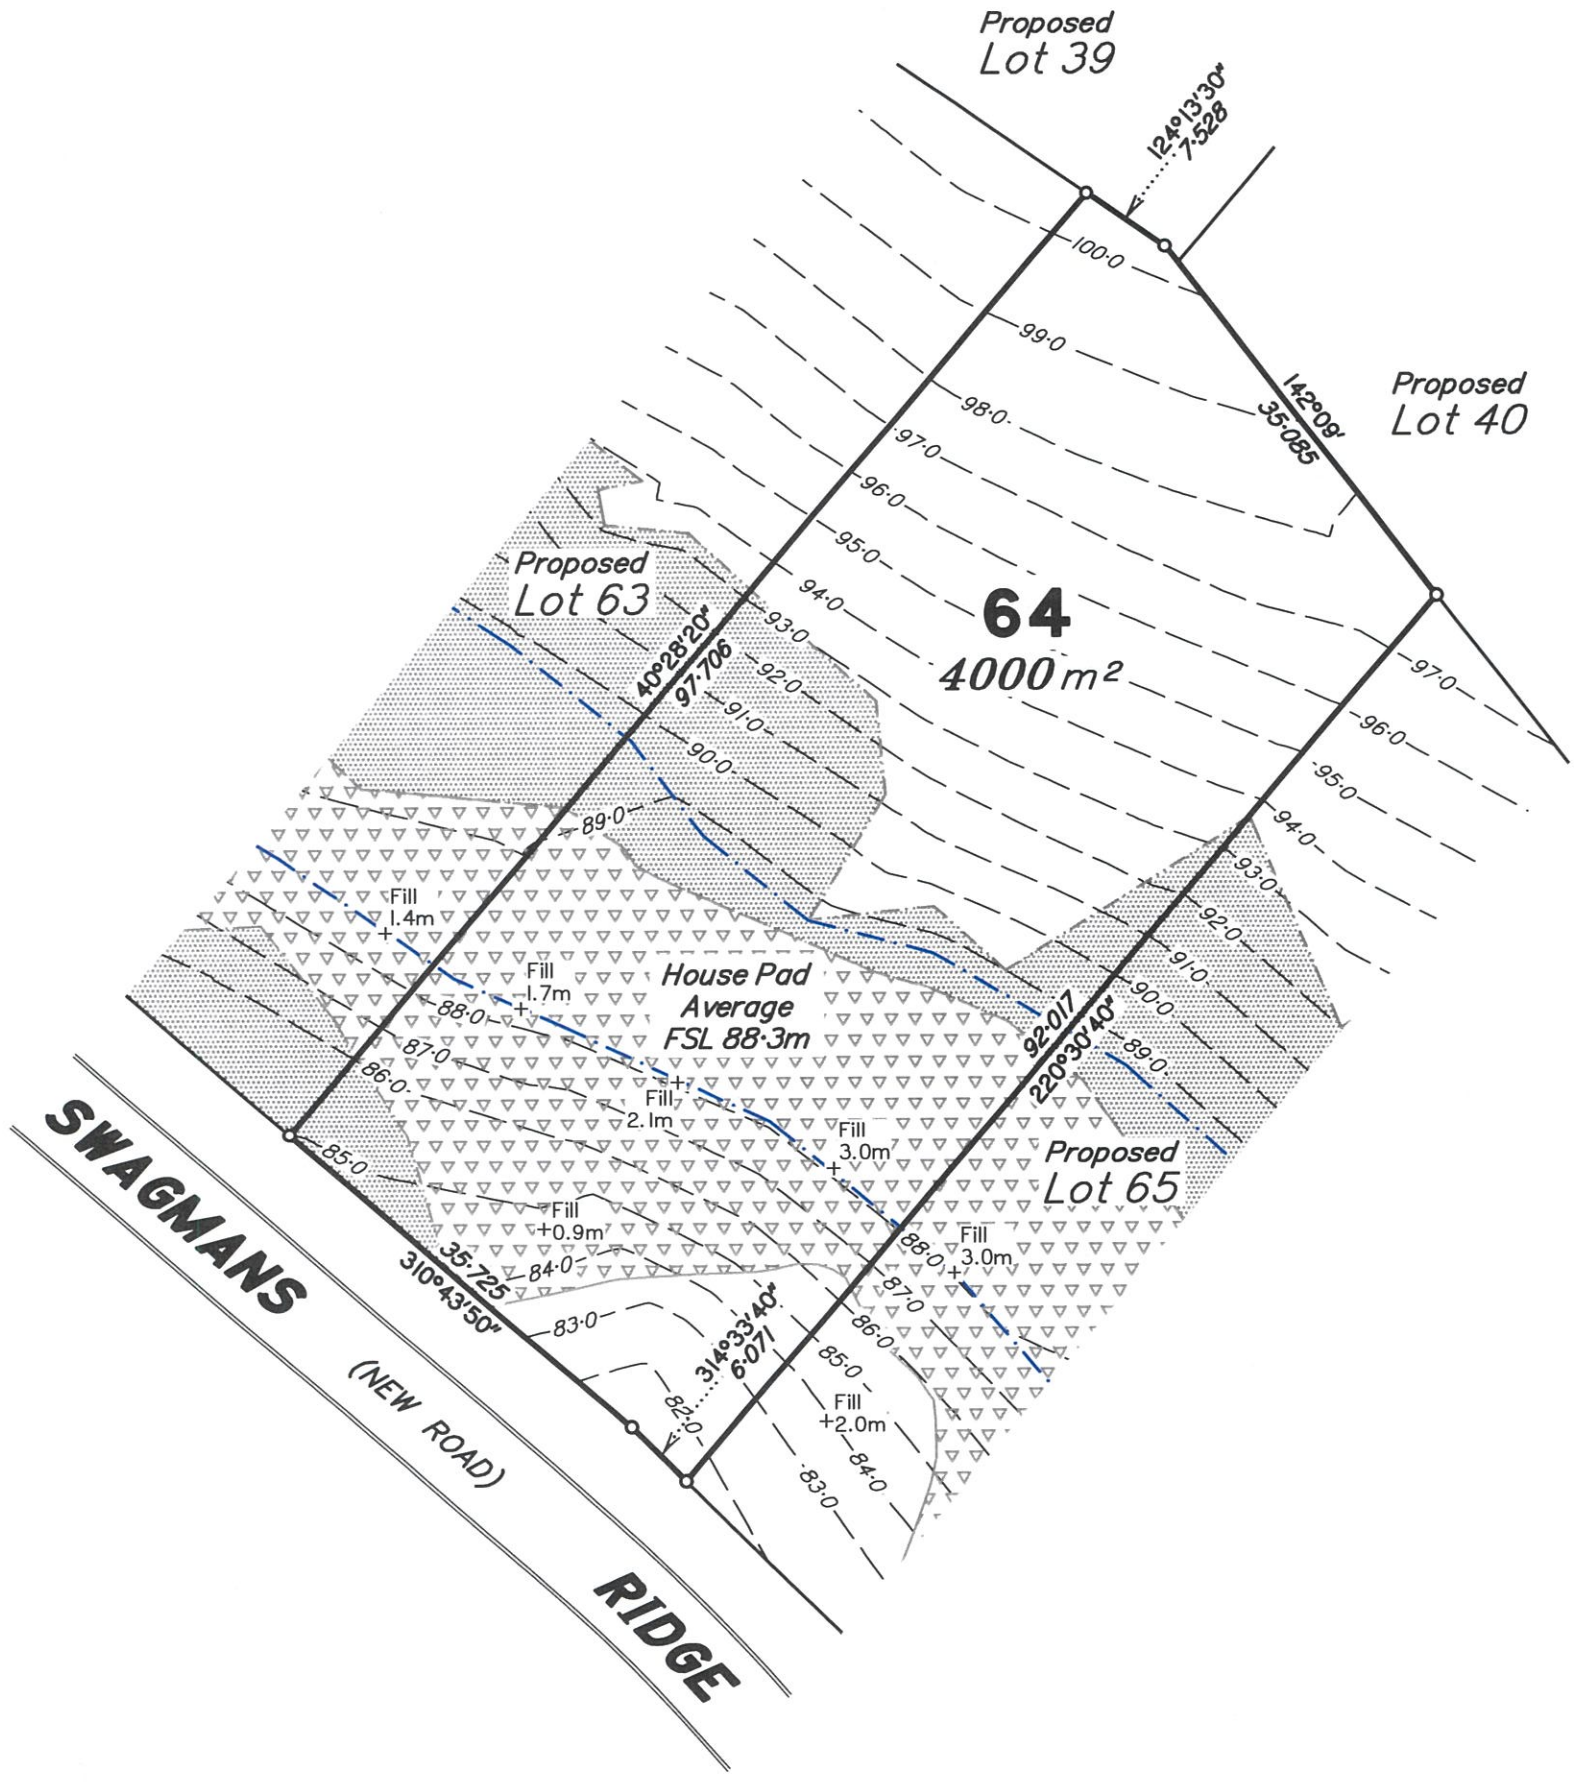 Proposed
Lot 39
124°13'30"
7·528
100·0
99·0
142°09'
35·085
Proposed
Lot 40
98·0
97·0
96·0
95·0
94·0
93·0
92·0
91·0
90·0
89·0
Proposed
Lot 63
40°28'20"
97·706
64
4000 m²
97·0
96·0
95·0
94·0
93·0
92·0
91·0
90·0
89·0
Fill
1.4m
Fill
1.7m
House Pad
Average
FSL 88·3m
92·017
220°30'40"
88·0
87·0
86·0
85·0
Fill
2.1m
Fill
3.0m
Proposed
Lot 65
Fill
0.9m
84·0
83·0
82·0
35·725
310°43'50"
314°33'40"
6·071
88·0
Fill
3.0m
87·0
86·0
85·0
Fill
2.0m
84·0
83·0
SWAGMANS
(NEW ROAD)
RIDGE